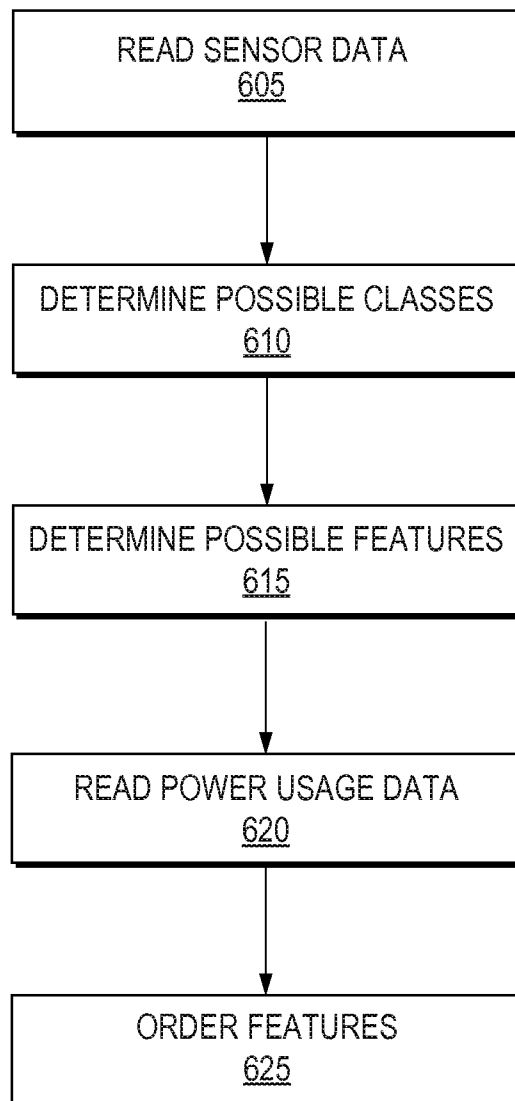 READ SENSOR DATA
605
DETERMINE POSSIBLE CLASSES
610
DETERMINE POSSIBLE FEATURES
615
READ POWER USAGE DATA
620
ORDER FEATURES
625